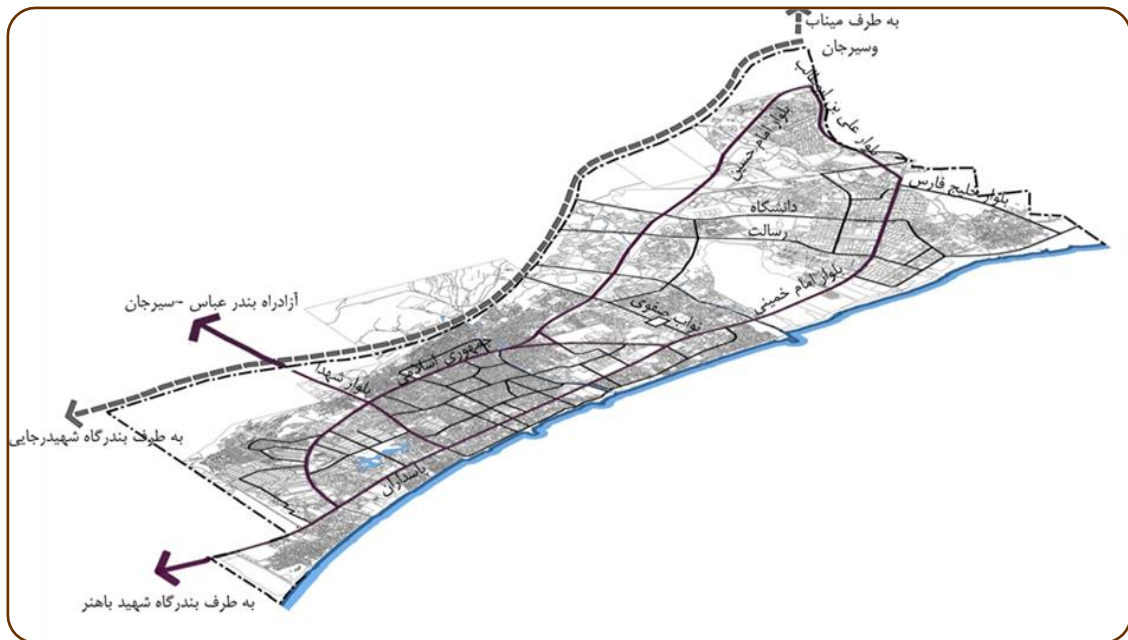 به طرف میناب
وسیرجان
بلوار علی بن ابیطالب
بلوار امام حسین
بلوار خلیج فارس
دانشگاه
رسالت
بلوار امام خمینی
نواب صفوی
آزادراه بندر عباس -سیرجان
جمهوری اسلامی
بلوار شهدا
به طرف بندرگاه شهیدرجایی
پاسداران
به طرف بندرگاه شهید باهنر